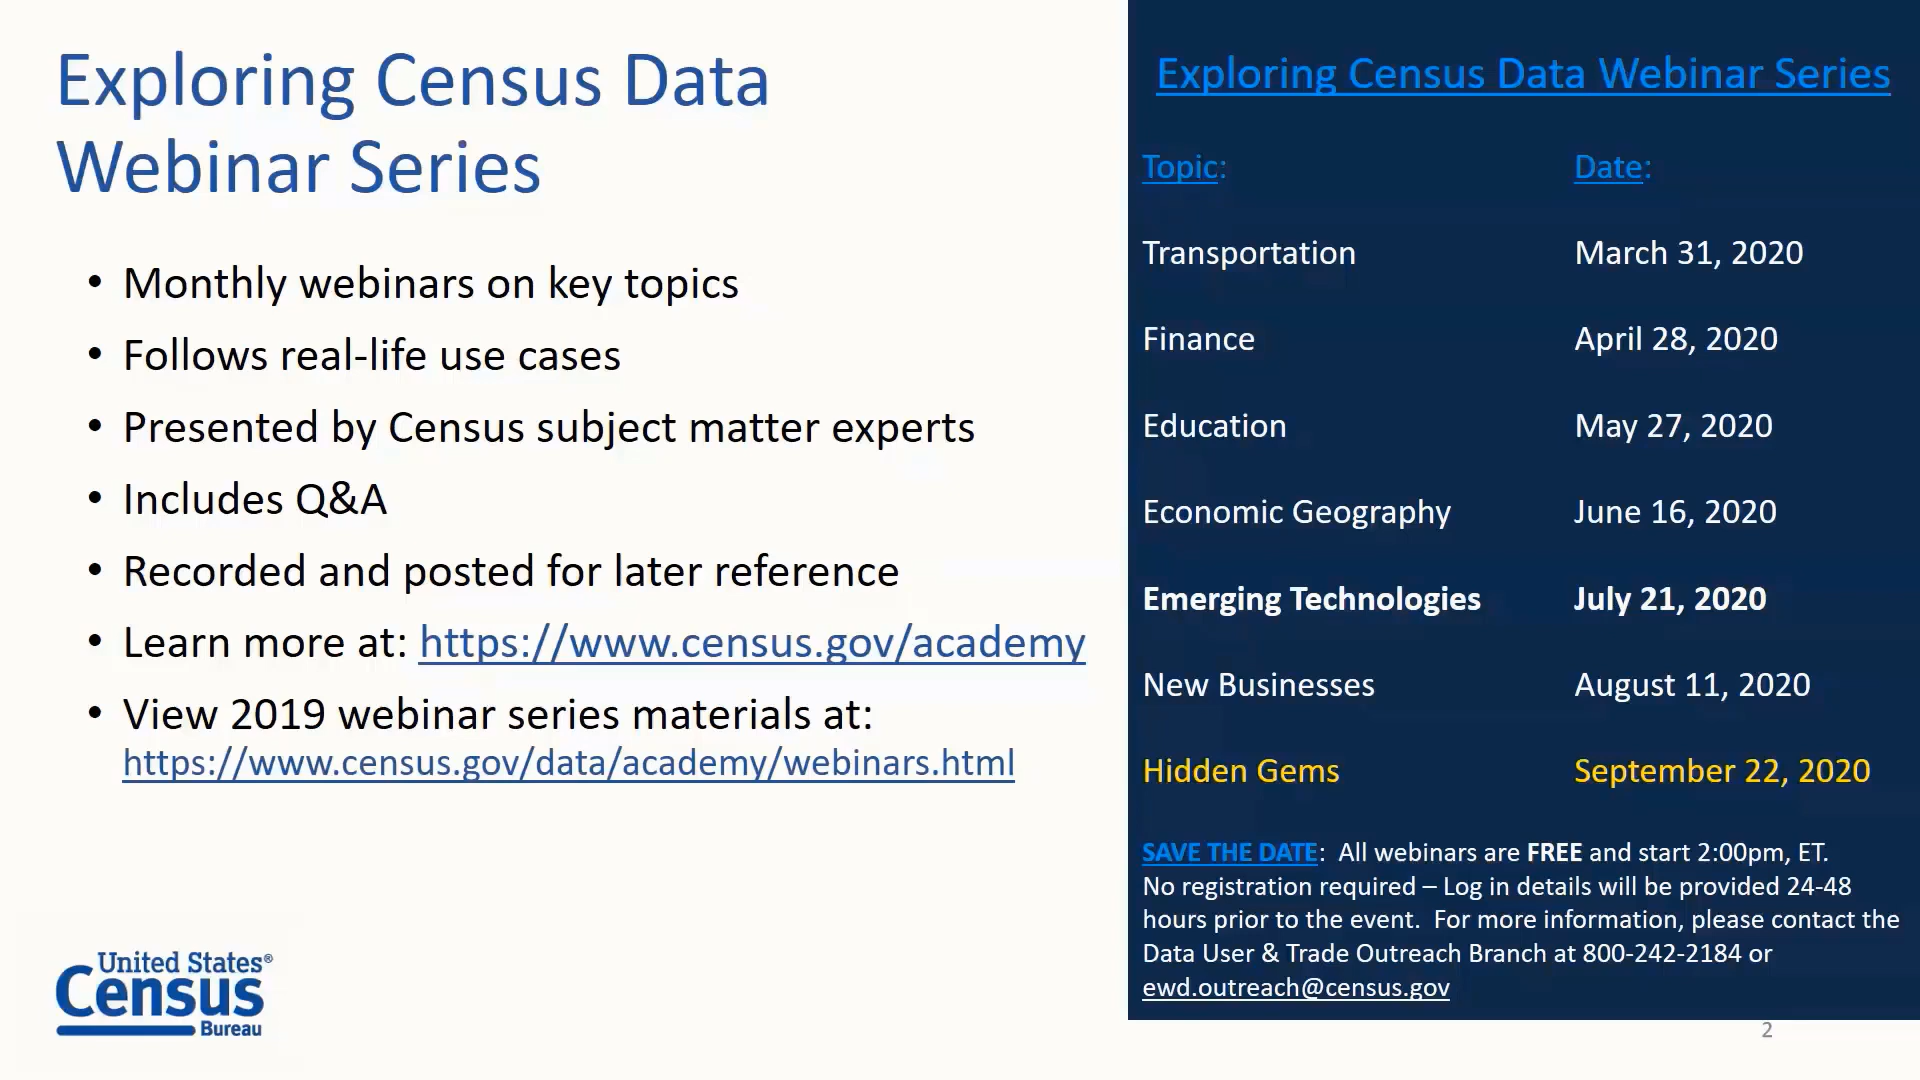 Exploring Census Data
Webinar Series
• Monthly webinars on key topics
• Follows real-life use cases
• Presented by Census subject matter experts
• Includes Q&A
• Recorded and posted for later reference
• Learn more at: https://www.census.gov/academy
• View 2019 webinar series materials at:
https://www.census.gov/data/academy/webinars.html
United States®
Census
Bureau
Exploring Census Data Webinar Series
Topic: Date:
Transportation March 31, 2020
Finance April 28, 2020
Education May 27, 2020
Economic Geography June 16, 2020
Emerging Technologies July 21, 2020
New Businesses August 11, 2020
Hidden Gems September 22, 2020
SAVE THE DATE: All webinars are FREE and start 2:00pm, ET.
No registration required – Log in details will be provided 24-48
hours prior to the event. For more information, please contact the
Data User & Trade Outreach Branch at 800-242-2184 or
ewd.outreach@census.gov
2